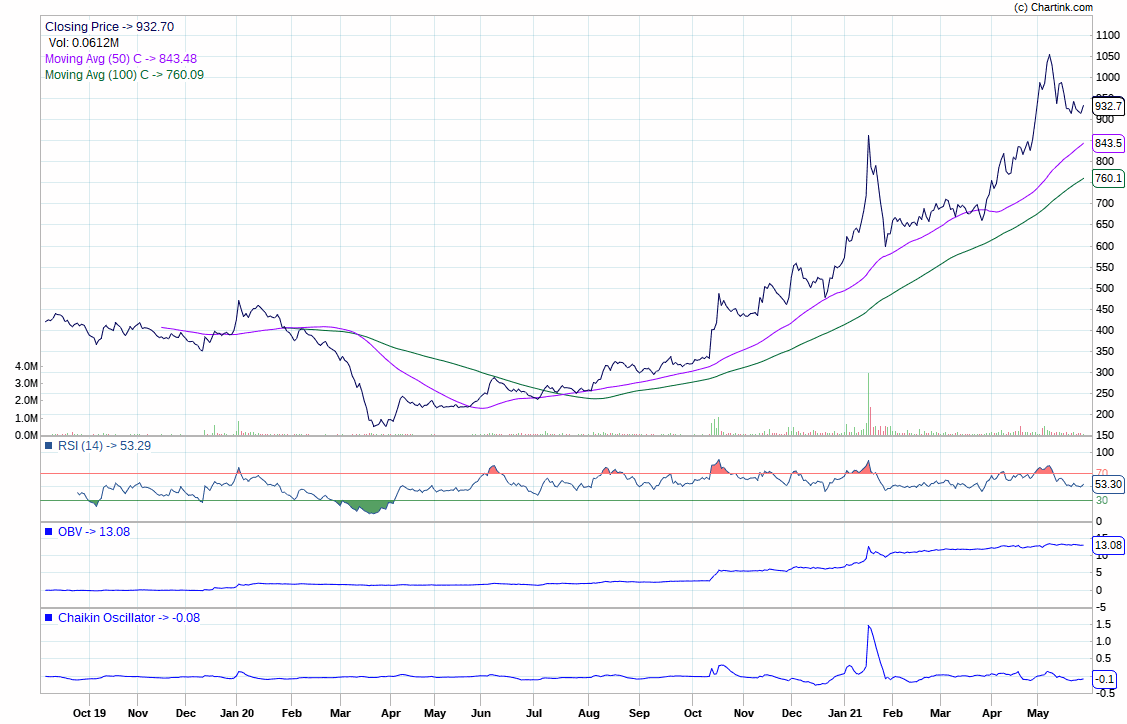 (c) Chartink.com
Closing Price -> 932.70
Vol: 0.0612M
Moving Avg (50) C -> 843.48
Moving Avg (100) C -> 760.09
1100
1050
1000
950
932.7
900
843.5
800
760.1
700
650
600
550
500
450
400
350
300
250
200
150
4.0M
3.0M
2.0M
1.0M
0.0M
RSI (14) -> 53.29
100
70
53.30
30
0
OBV -> 13.08
15
13.08
10
5
0
-5
Chaikin Oscillator -> -0.08
1.5
1.0
0.5
-0.1
-0.5
Oct 19 Nov Dec Jan 20 Feb Mar Apr May Jun Jul Aug Sep Oct Nov Dec Jan 21 Feb Mar Apr May